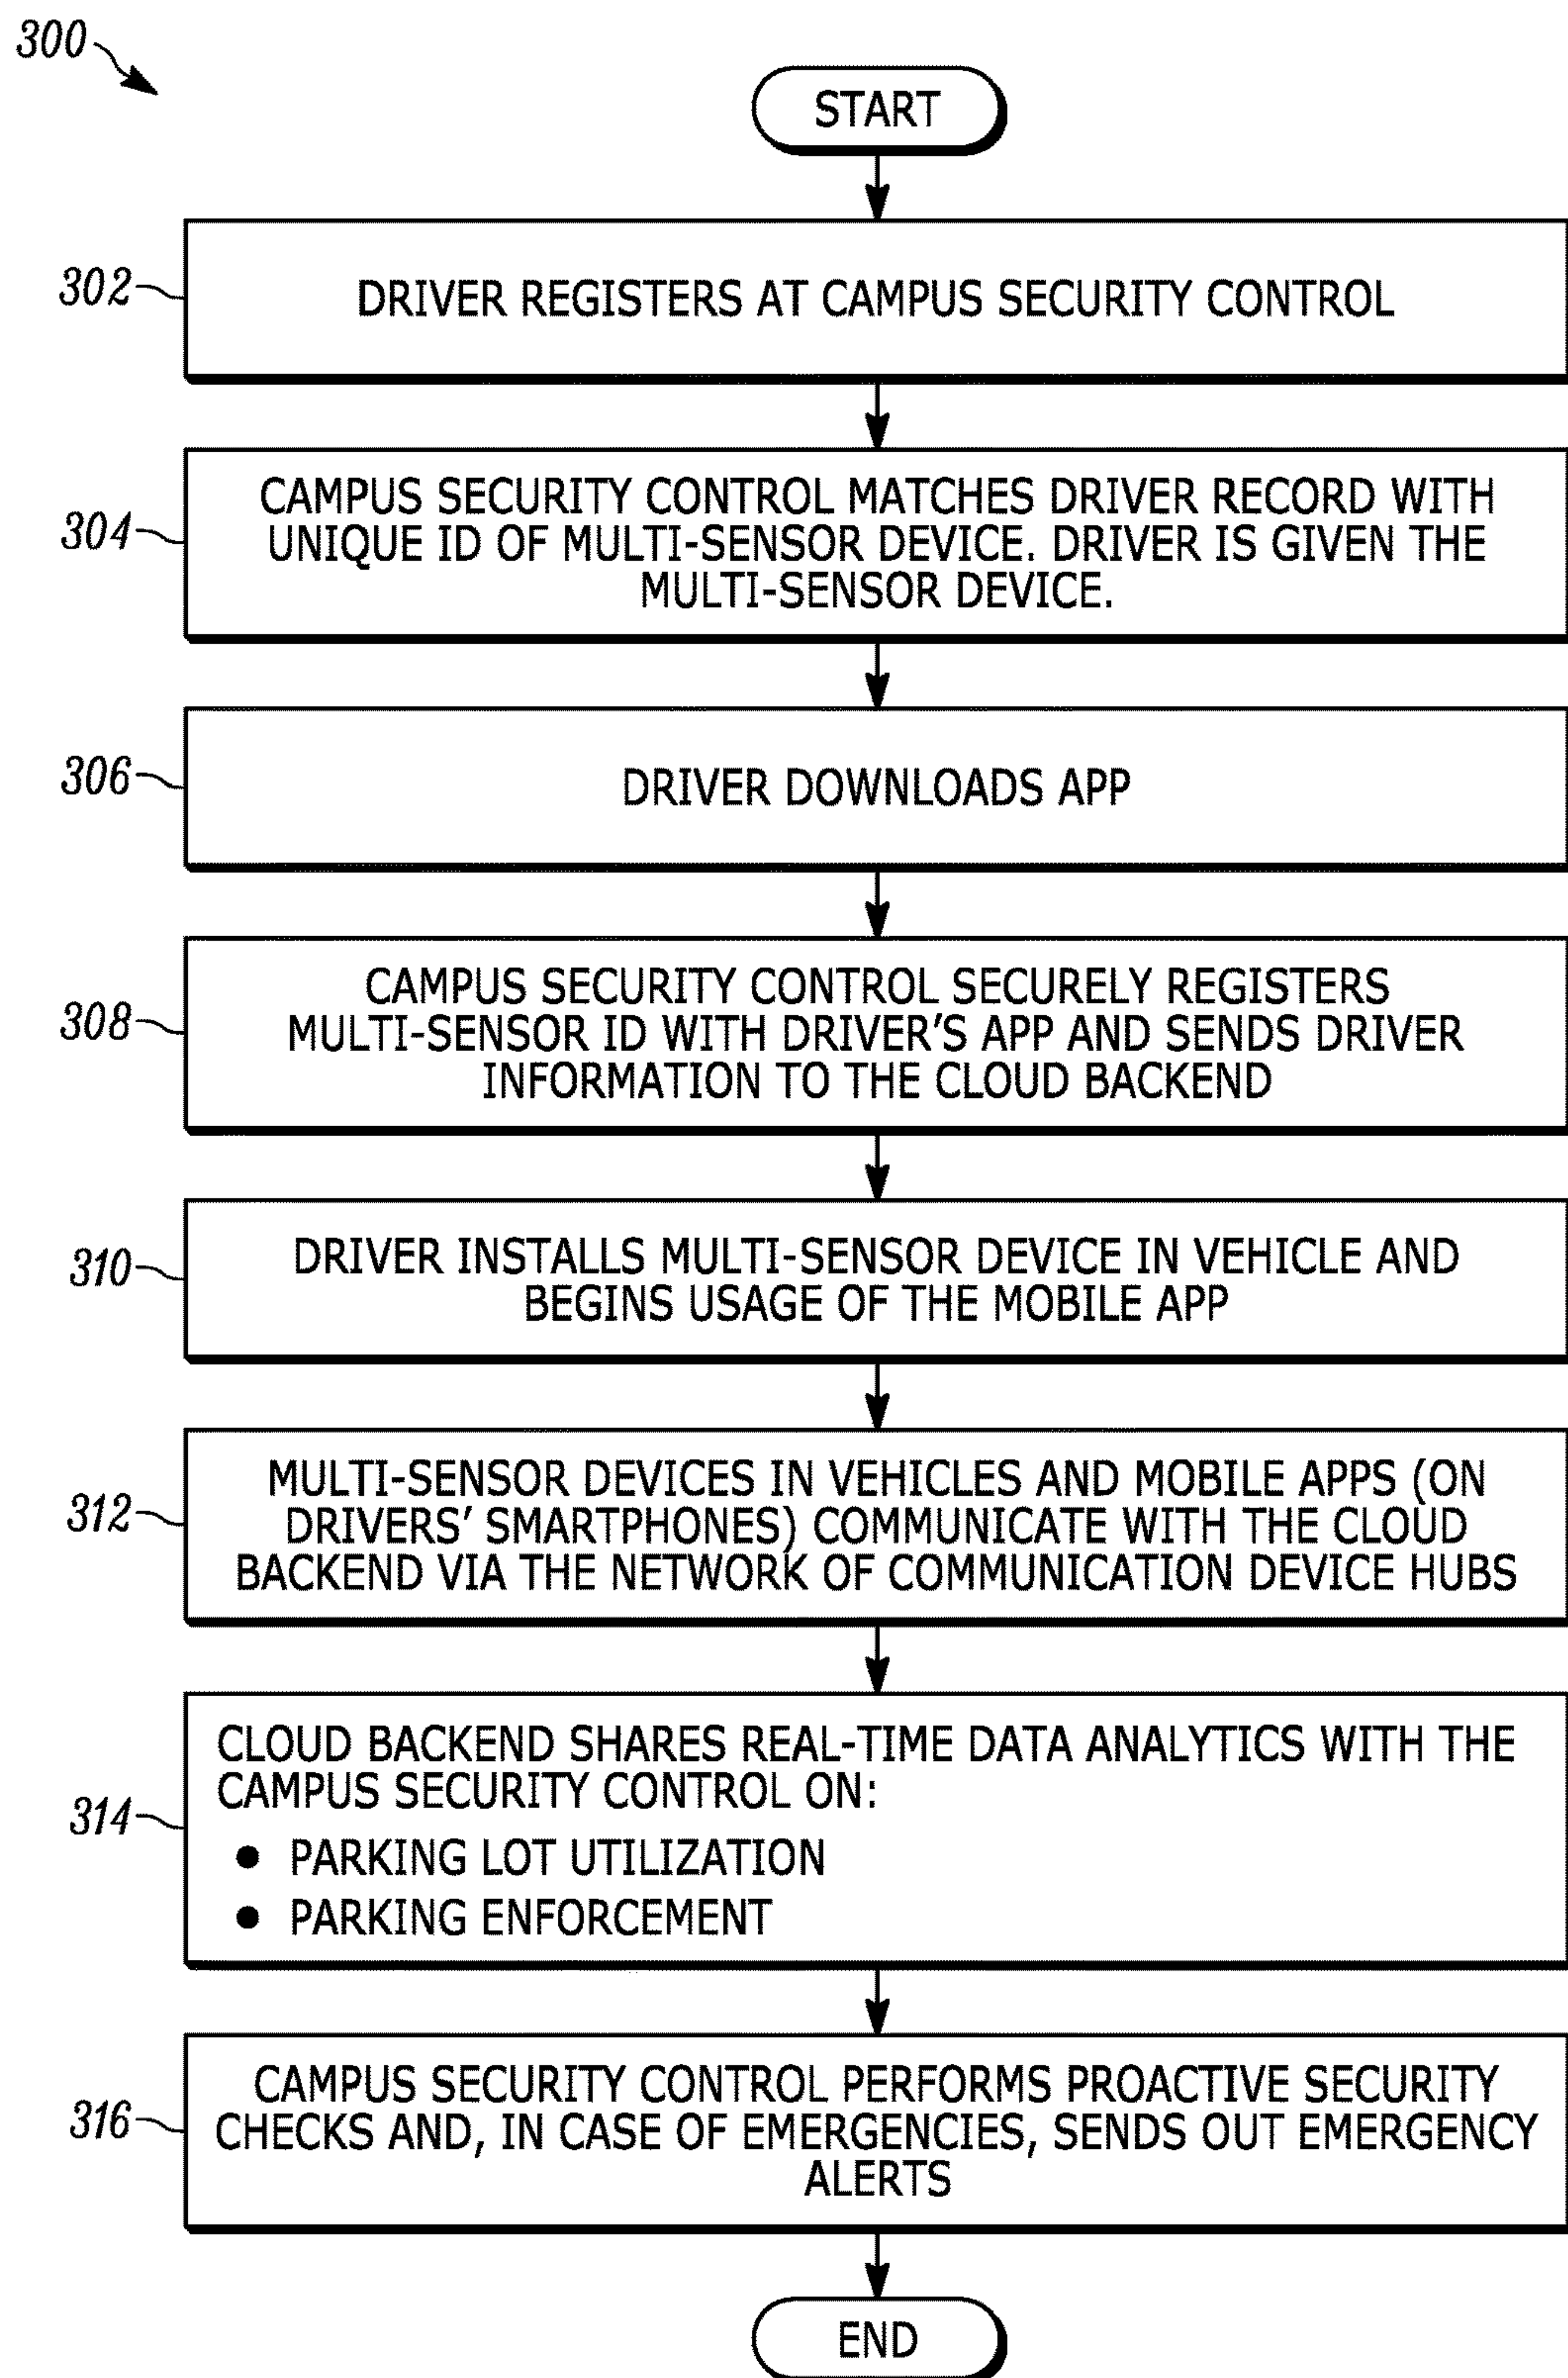 300
START
302
DRIVER REGISTERS AT CAMPUS SECURITY CONTROL
304
CAMPUS SECURITY CONTROL MATCHES DRIVER RECORD WITH
UNIQUE ID OF MULTI-SENSOR DEVICE. DRIVER IS GIVEN THE
MULTI-SENSOR DEVICE.
306
DRIVER DOWNLOADS APP
308
CAMPUS SECURITY CONTROL SECURELY REGISTERS
MULTI-SENSOR ID WITH DRIVER'S APP AND SENDS DRIVER
INFORMATION TO THE CLOUD BACKEND
310
DRIVER INSTALLS MULTI-SENSOR DEVICE IN VEHICLE AND
BEGINS USAGE OF THE MOBILE APP
312
MULTI-SENSOR DEVICES IN VEHICLES AND MOBILE APPS (ON
DRIVERS' SMARTPHONES) COMMUNICATE WITH THE CLOUD
BACKEND VIA THE NETWORK OF COMMUNICATION DEVICE HUBS
314
CLOUD BACKEND SHARES REAL-TIME DATA ANALYTICS WITH THE
CAMPUS SECURITY CONTROL ON:
● PARKING LOT UTILIZATION
● PARKING ENFORCEMENT
316
CAMPUS SECURITY CONTROL PERFORMS PROACTIVE SECURITY
CHECKS AND, IN CASE OF EMERGENCIES, SENDS OUT EMERGENCY
ALERTS
END